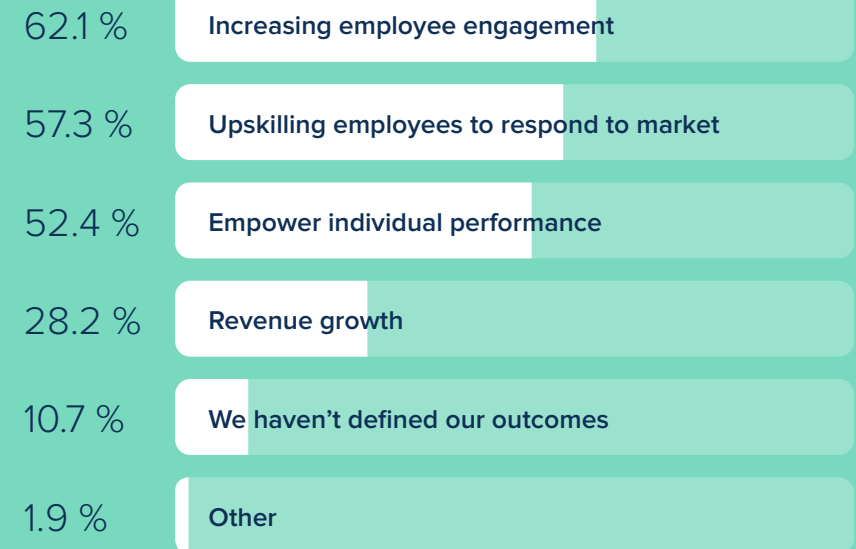 62.1 % Increasing employee engagement
57.3 % Upskilling employees to respond to market
52.4 % Empower individual performance
28.2 % Revenue growth
10.7 % We haven’t defined our outcomes
1.9 % Other